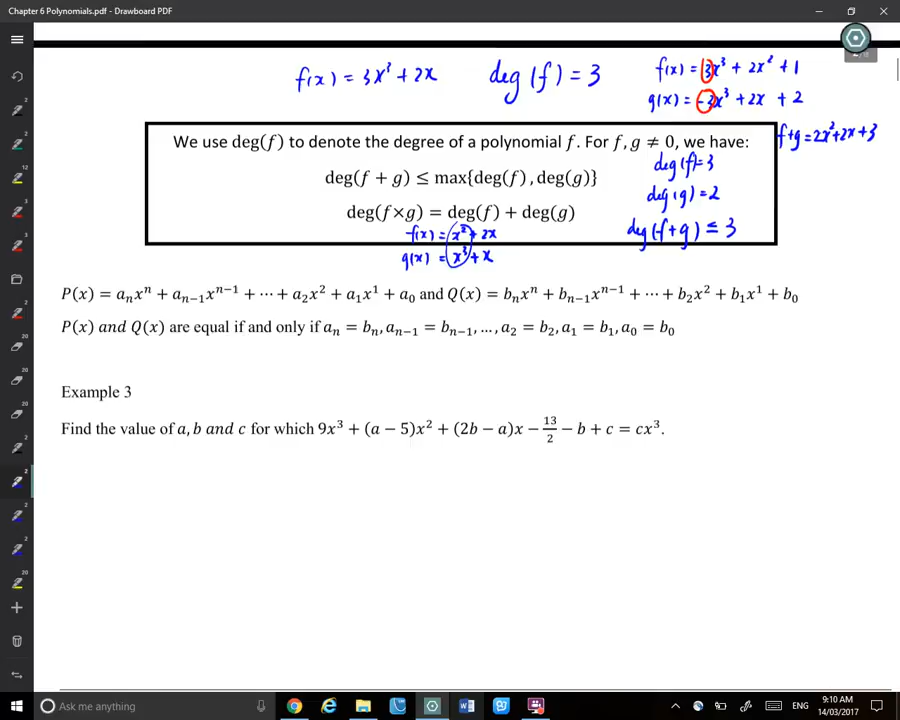 Chapter 6 Polynomials.pdf - Drawboard PDF
f(x) = 3x³ + 2x
deg(f) = 3
f(x) = 3x³ + 2x² + 1
g(x) = -3x³ + 2x + 2
f+g = 2x²+2x+3
We use deg(f) to denote the degree of a polynomial f. For f, g ≠ 0, we have:
deg(f + g) ≤ max{deg(f), deg(g)}
deg(f×g) = deg(f) + deg(g)
deg(f)=3
deg(g)=2
deg(f+g) ≤ 3
f(x) = x² + 2x
g(x) = x³ + x
P(x) = aₙxⁿ + aₙ₋₁xⁿ⁻¹ + ⋯ + a₂x² + a₁x¹ + a₀ and Q(x) = bₙxⁿ + bₙ₋₁xⁿ⁻¹ + ⋯ + b₂x² + b₁x¹ + b₀
P(x) and Q(x) are equal if and only if aₙ = bₙ, aₙ₋₁ = bₙ₋₁, …, a₂ = b₂, a₁ = b₁, a₀ = b₀
Example 3
Find the value of a, b and c for which 9x³ + (a − 5)x² + (2b − a)x − 13/2 − b + c = cx³.
Ask me anything
ENG
9:10 AM
14/03/2017